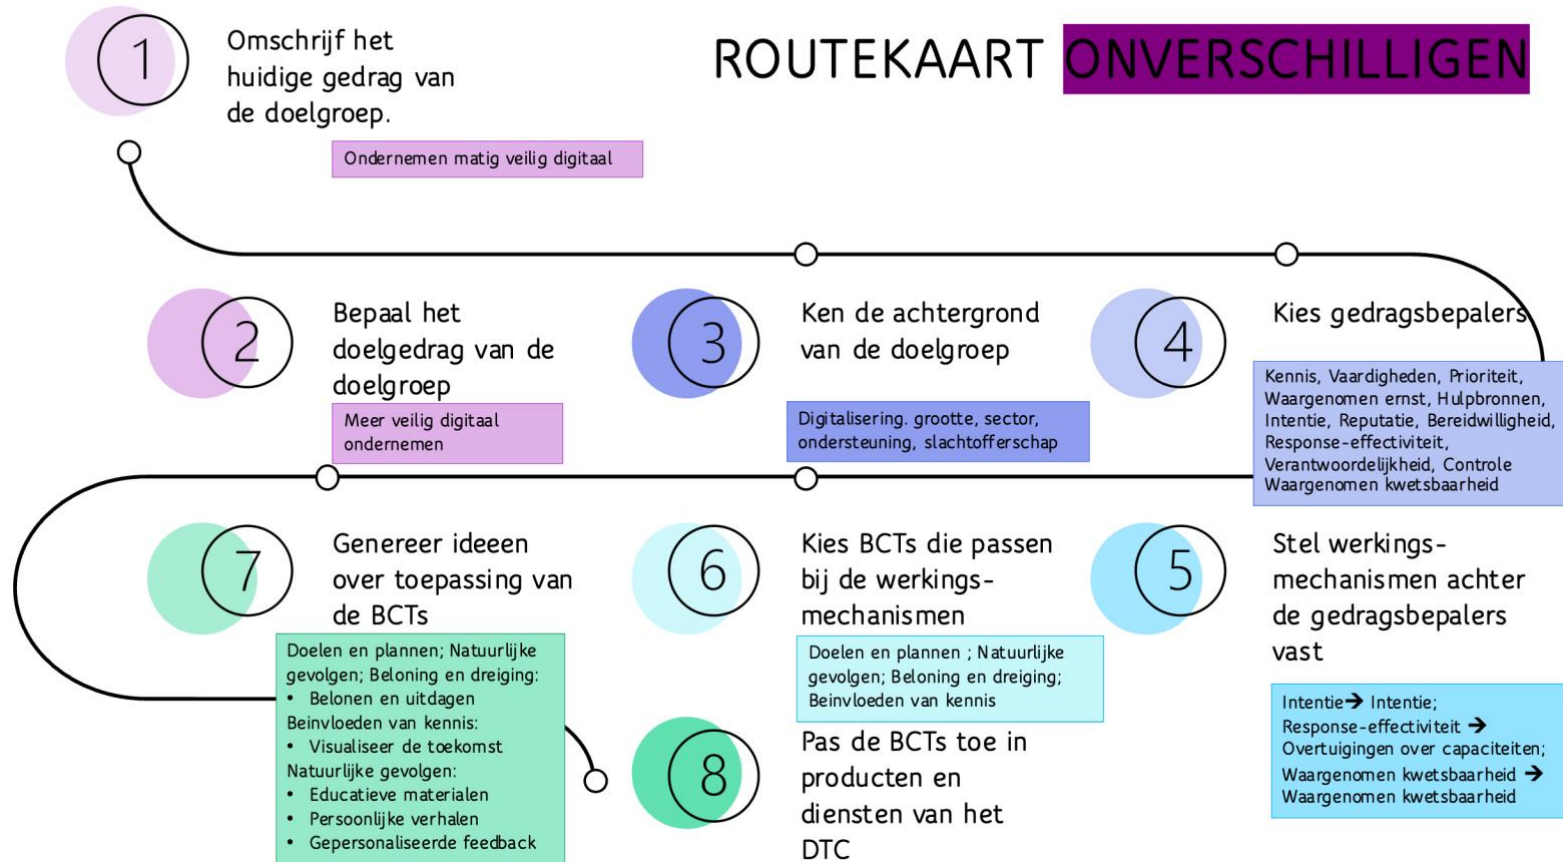 ROUTEKAART ONVERSCHILLIGEN
1
Omschrijf het
huidige gedrag van
de doelgroep.
Ondernemen matig veilig digitaal
2
Bepaal het
doelgedrag van de
doelgroep
Meer veilig digitaal
ondernemen
3
Ken de achtergrond
van de doelgroep
Digitalisering. grootte, sector,
ondersteuning, slachtofferschap
4
Kies gedragsbepalers
Kennis, Vaardigheden, Prioriteit,
Waargenomen ernst, Hulpbronnen,
Intentie, Reputatie, Bereidwilligheid,
Response-effectiviteit,
Verantwoordelijkheid, Controle
Waargenomen kwetsbaarheid
5
Stel werkings-
mechanismen achter
de gedragsbepalers
vast
Intentie➔ Intentie;
Response-effectiviteit ➔
Overtuigingen over capaciteiten;
Waargenomen kwetsbaarheid ➔
Waargenomen kwetsbaarheid
6
Kies BCTs die passen
bij de werkings-
mechanismen
Doelen en plannen ; Natuurlijke
gevolgen; Beloning en dreiging;
Beinvloeden van kennis
7
Genereer ideeen
over toepassing van
de BCTs
Doelen en plannen; Natuurlijke
gevolgen; Beloning en dreiging:
• Belonen en uitdagen
Beinvloeden van kennis:
• Visualiseer de toekomst
Natuurlijke gevolgen:
• Educatieve materialen
• Persoonlijke verhalen
• Gepersonaliseerde feedback
8
Pas de BCTs toe in
producten en
diensten van het
DTC